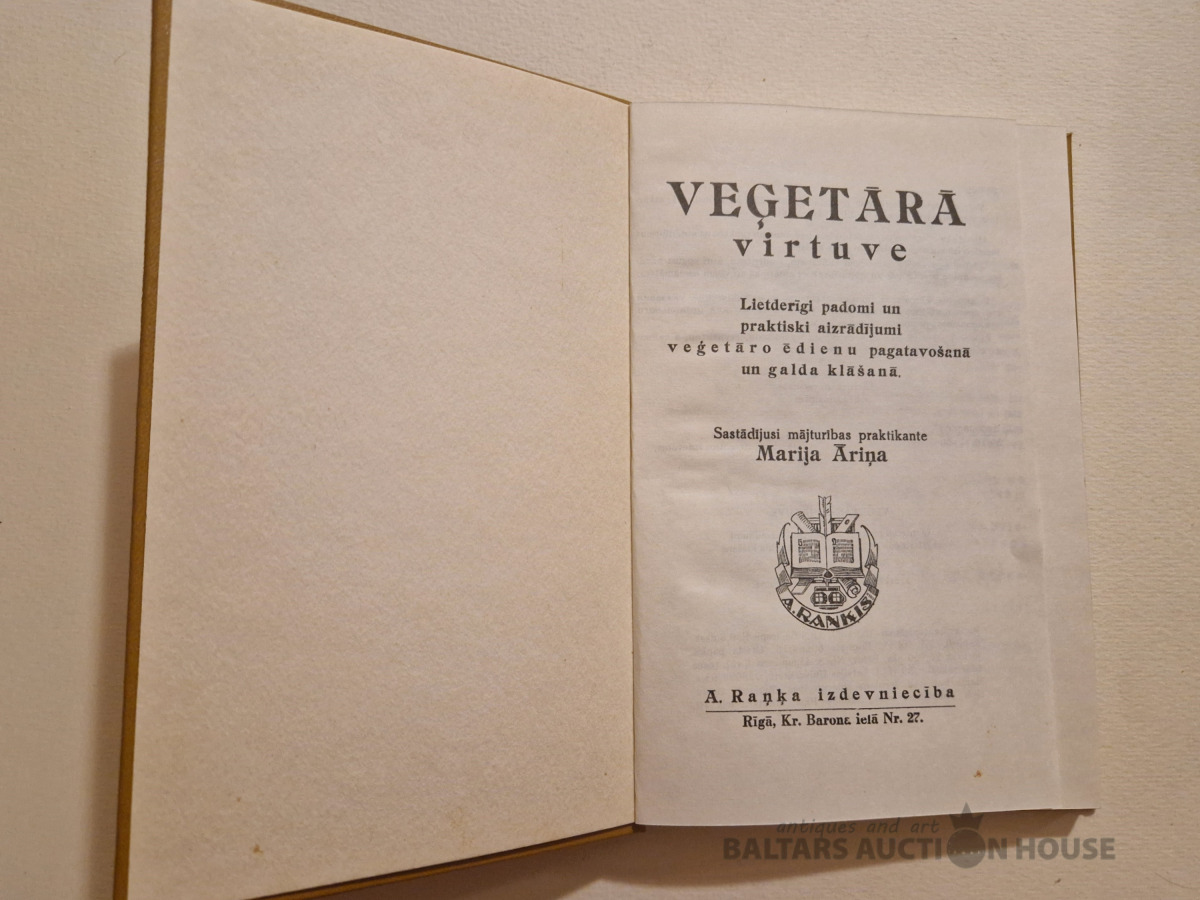 VEĢETĀRĀ
virtuve
Lietderīgi padomi un
praktiski aizrādījumi
veģetāro ēdienu pagatavošanā
un galda klāšanā.
Sastādījusi mājturības praktikante
Marija Āriņa
A. RAŅĶIS
A. Raņķa izdevniecība
Rīgā, Kr. Barona ielā Nr. 27.
antiques and art
BALTARS AUCTION HOUSE